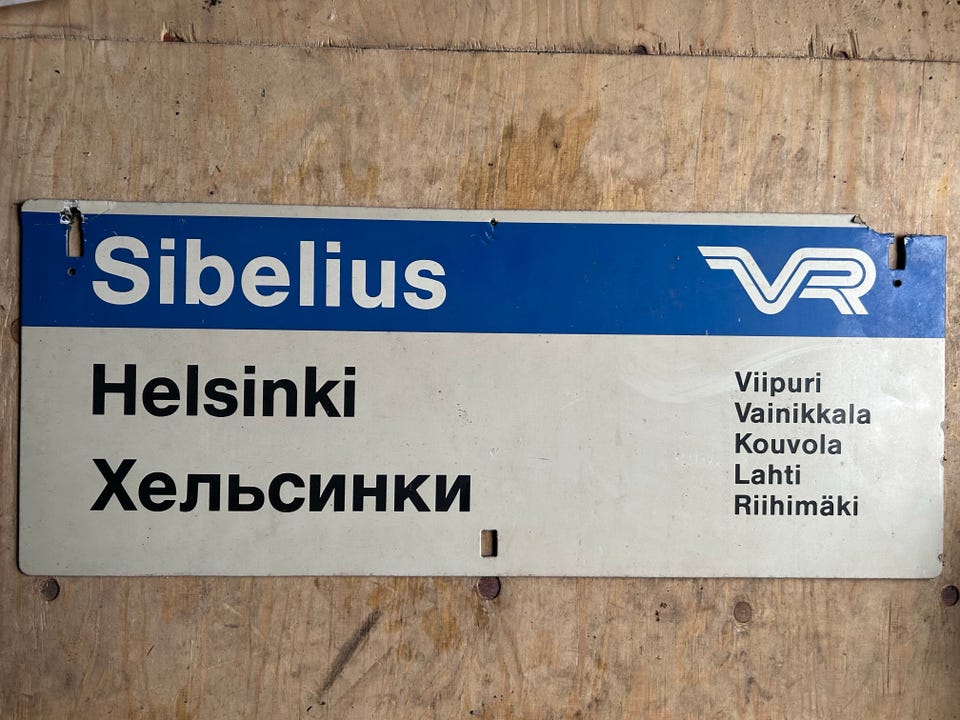 Sibelius
VR
Helsinki
Хельсинки
Viipuri
Vainikkala
Kouvola
Lahti
Riihimäki